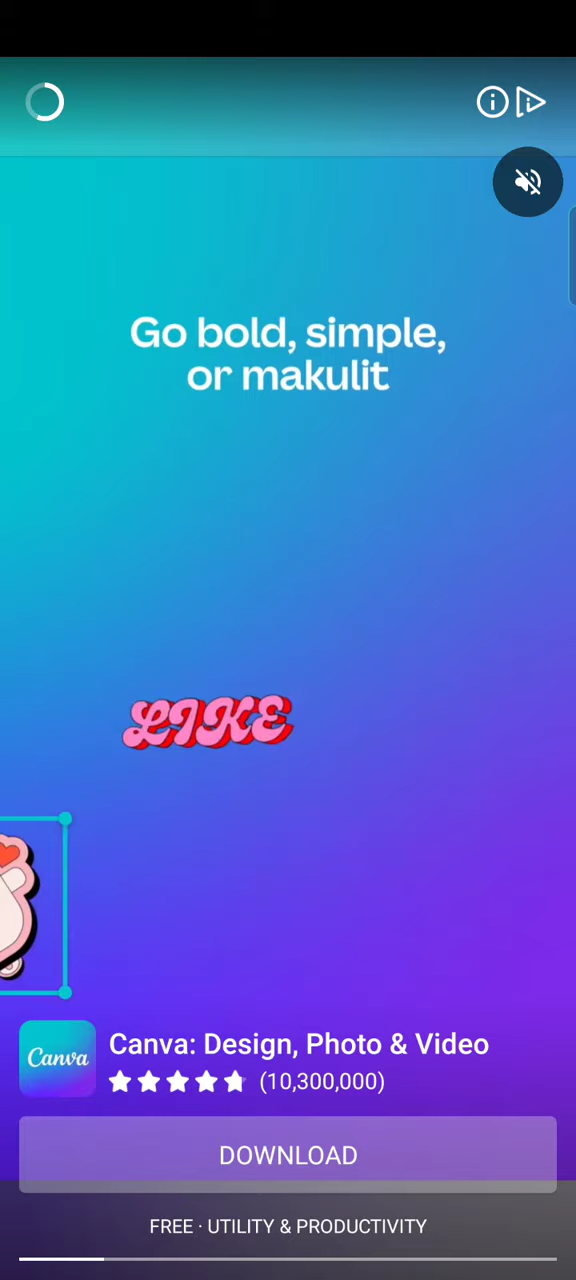 Go bold, simple,
or makulit
LIKE
Canva
Canva: Design, Photo & Video
(10,300,000)
DOWNLOAD
FREE · UTILITY & PRODUCTIVITY